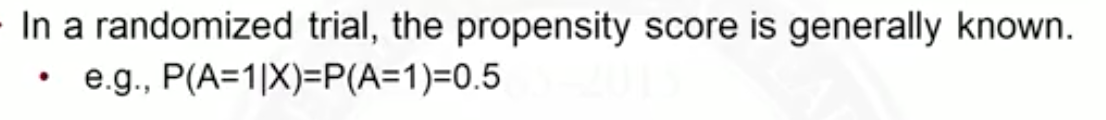 In a randomized trial, the propensity score is generally known.
• e.g., P(A=1|X)=P(A=1)=0.5